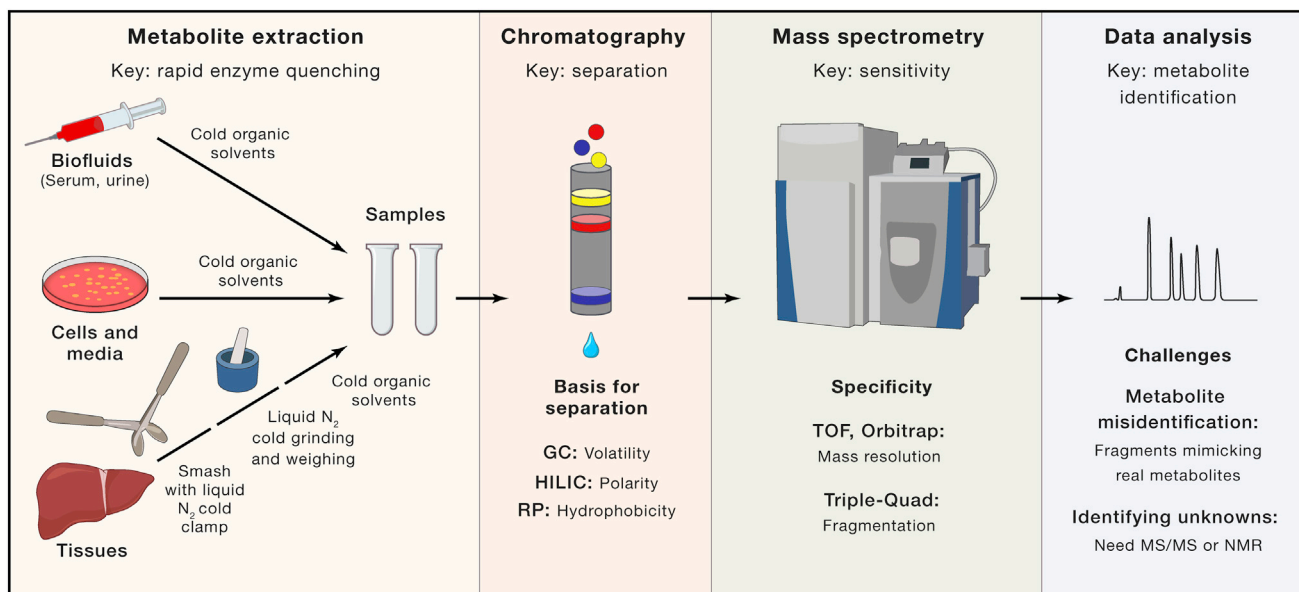 Metabolite extraction
Key: rapid enzyme quenching
Biofluids
(Serum, urine)
Cold organic
solvents
Cells and
media
Cold organic
solvents
Tissues
Smash
with liquid
N₂ cold
clamp
Liquid N₂
cold grinding
and weighing
Cold organic
solvents
Samples
Chromatography
Key: separation
Basis for
separation
GC: Volatility
HILIC: Polarity
RP: Hydrophobicity
Mass spectrometry
Key: sensitivity
Specificity
TOF, Orbitrap:
Mass resolution
Triple-Quad:
Fragmentation
Data analysis
Key: metabolite
identification
Challenges
Metabolite
misidentification:
Fragments mimicking
real metabolites
Identifying unknowns:
Need MS/MS or NMR